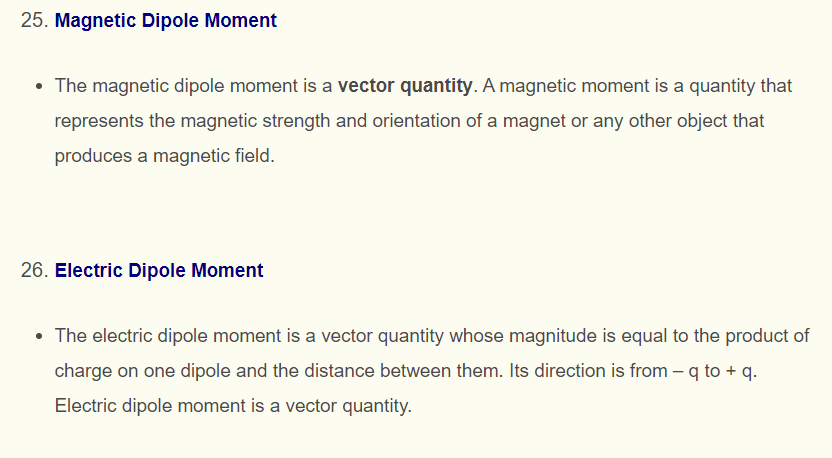 25. Magnetic Dipole Moment
• The magnetic dipole moment is a vector quantity. A magnetic moment is a quantity that
represents the magnetic strength and orientation of a magnet or any other object that
produces a magnetic field.
26. Electric Dipole Moment
• The electric dipole moment is a vector quantity whose magnitude is equal to the product of
charge on one dipole and the distance between them. Its direction is from – q to + q.
Electric dipole moment is a vector quantity.